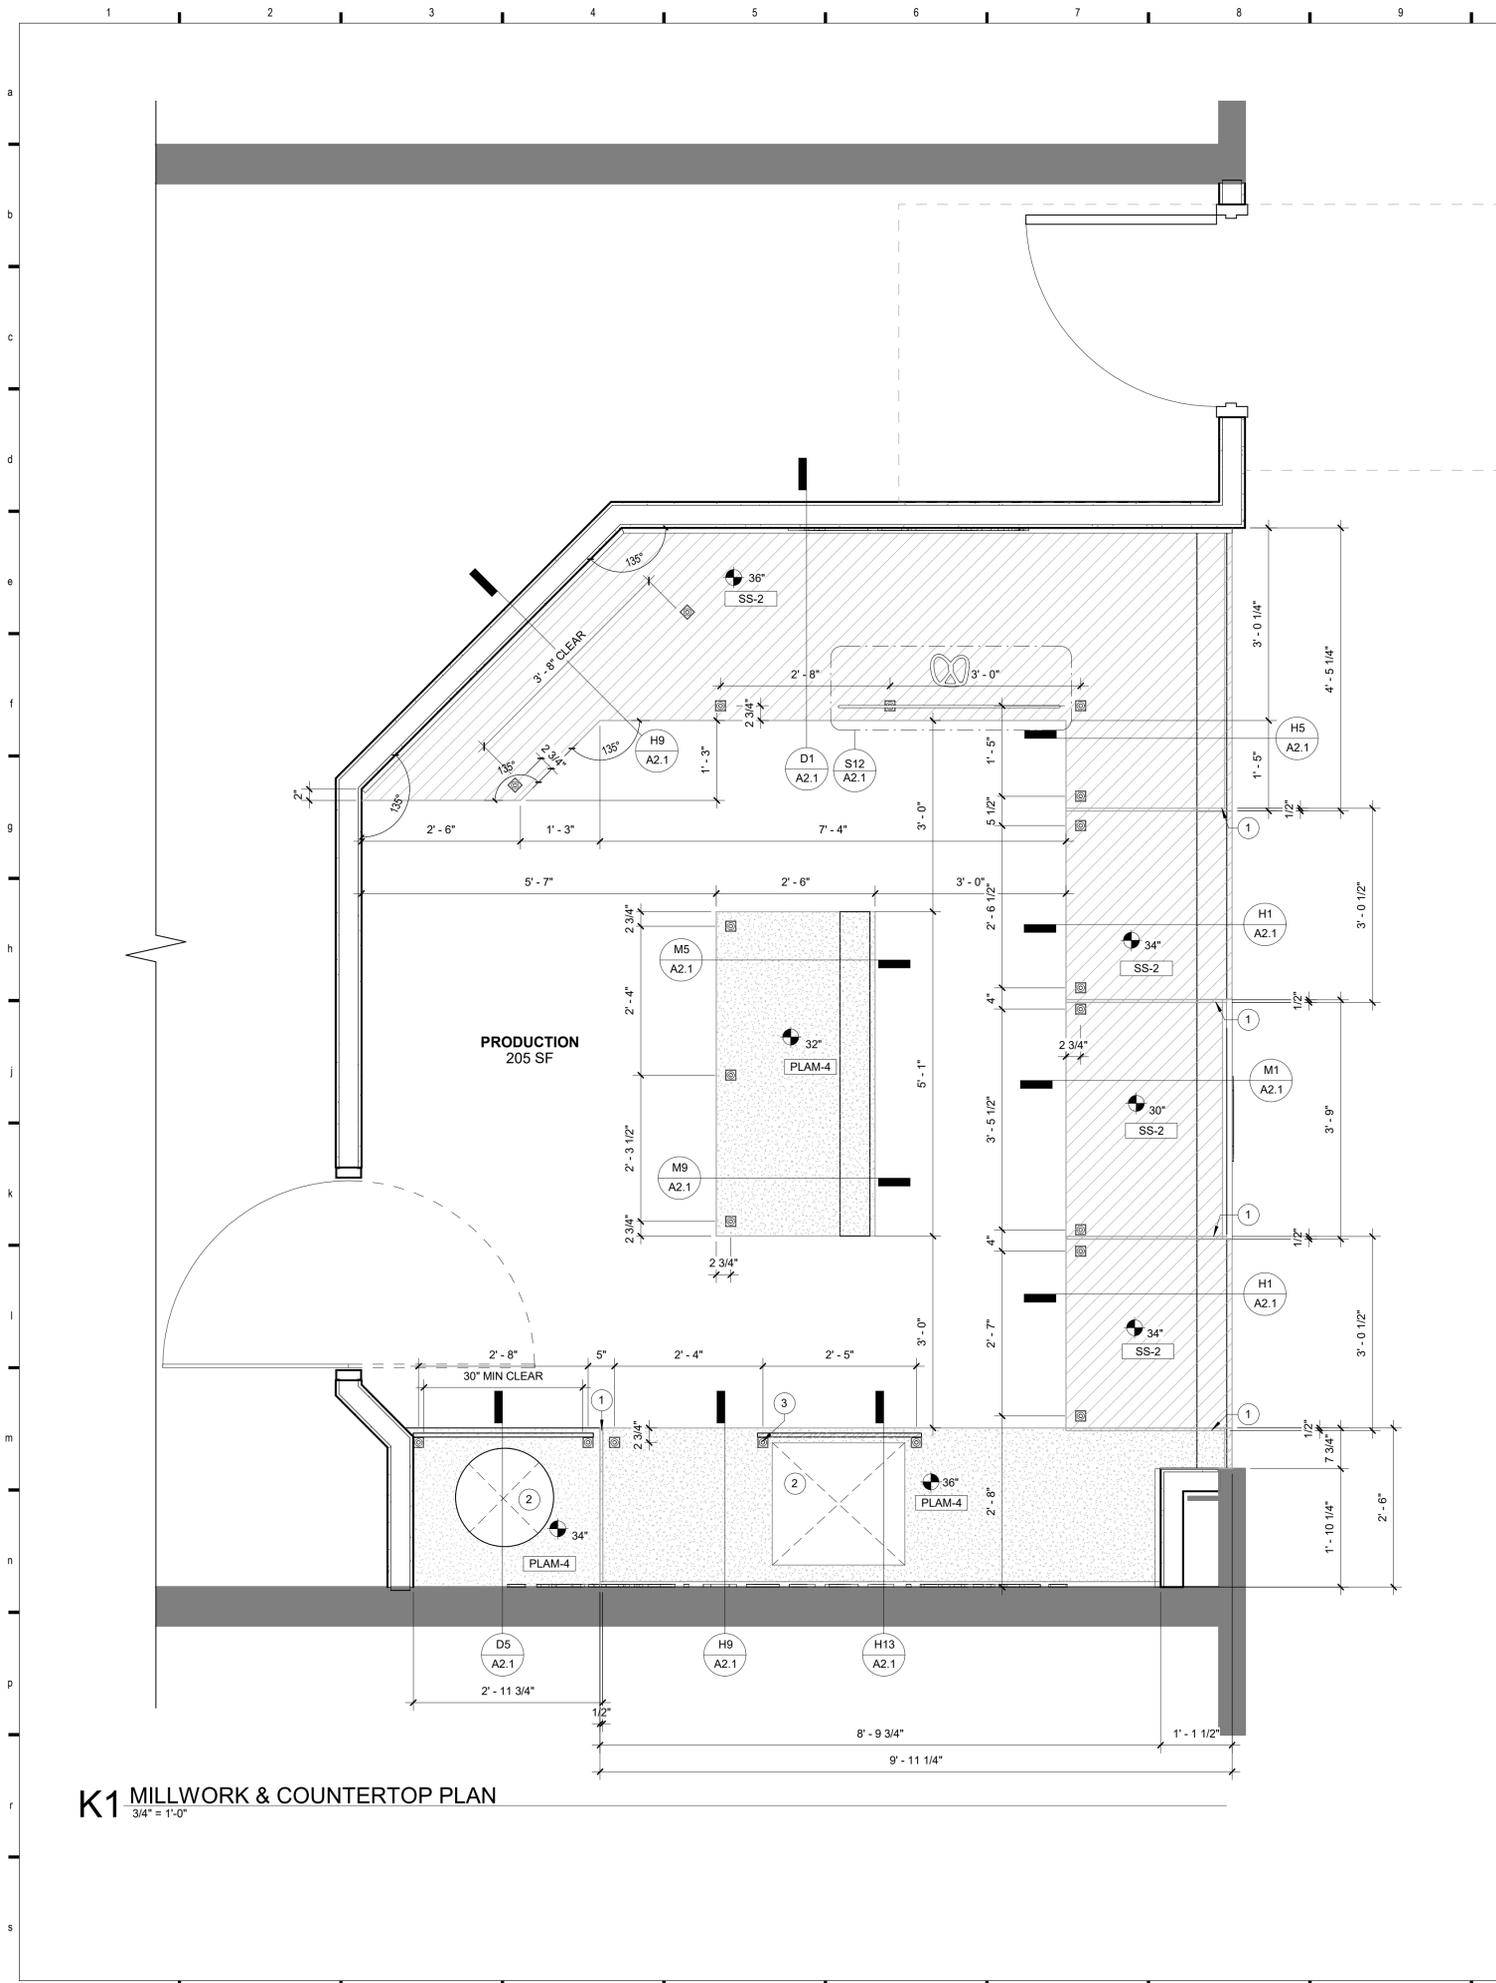 1 2 3 4 5 6 7 8 9
a
b
c
d
e
f
g
h
j
k
l
m
n
p
r
s
135°
36"
SS-2
3' - 8" CLEAR
3' - 0 1/4"
4' - 5 1/4"
2' - 8"
3' - 0"
2 3/4"
H9
A2.1
135°
1' - 3"
D1
A2.1
S12
A2.1
1' - 5"
H5
A2.1
1' - 5"
2 3/4"
135°
135°
2"
5 1/2"
1/2"
1
2' - 6"
1' - 3"
3' - 0"
7' - 4"
5' - 7"
2' - 6"
3' - 0"
2' - 6 1/2"
3' - 0 1/2"
2 3/4"
M5
A2.1
H1
A2.1
34"
SS-2
2' - 4"
4"
1/2"
1
PRODUCTION
205 SF
32"
PLAM-4
2 3/4"
5' - 1"
M1
A2.1
30"
SS-2
3' - 5 1/2"
3' - 9"
2' - 3 1/2"
M9
A2.1
2 3/4"
1
4"
1/2"
2 3/4"
H1
A2.1
34"
SS-2
2' - 7"
3' - 0"
3' - 0 1/2"
2' - 8"
5"
2' - 4"
2' - 5"
30" MIN CLEAR
1
3
1
2 3/4"
1/2"
7 3/4"
2
2
36"
PLAM-4
34"
PLAM-4
2' - 8"
1' - 10 1/4"
2' - 6"
D5
A2.1
H9
A2.1
H13
A2.1
2' - 11 3/4"
1/2"
8' - 9 3/4"
1' - 1 1/2"
9' - 11 1/4"
K1 MILLWORK & COUNTERTOP PLAN
3/4" = 1'-0"